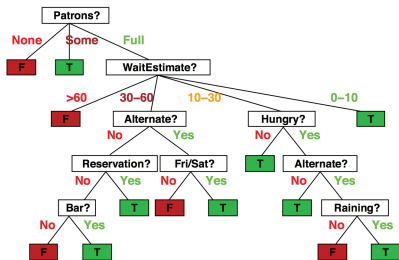 Patrons?
None Some Full
F T WaitEstimate?
>60 30–60 10–30 0–10
F Alternate? Hungry? T
No Yes No Yes
Reservation? Fri/Sat? T Alternate?
No Yes No Yes No Yes
Bar? T F T T Raining?
No Yes No Yes
F T F T